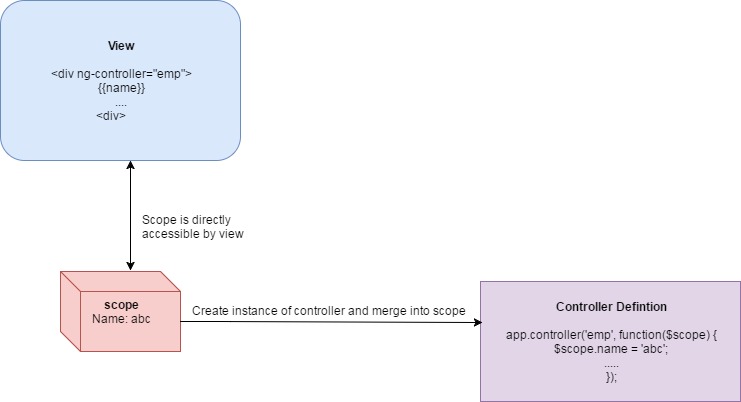 View
<div ng-controller="emp">
{{name}}
....
<div>
Scope is directly
accessible by view
scope
Name: abc
Create instance of controller and merge into scope
Controller Defintion
app.controller('emp', function($scope) {
$scope.name = 'abc';
.....
});